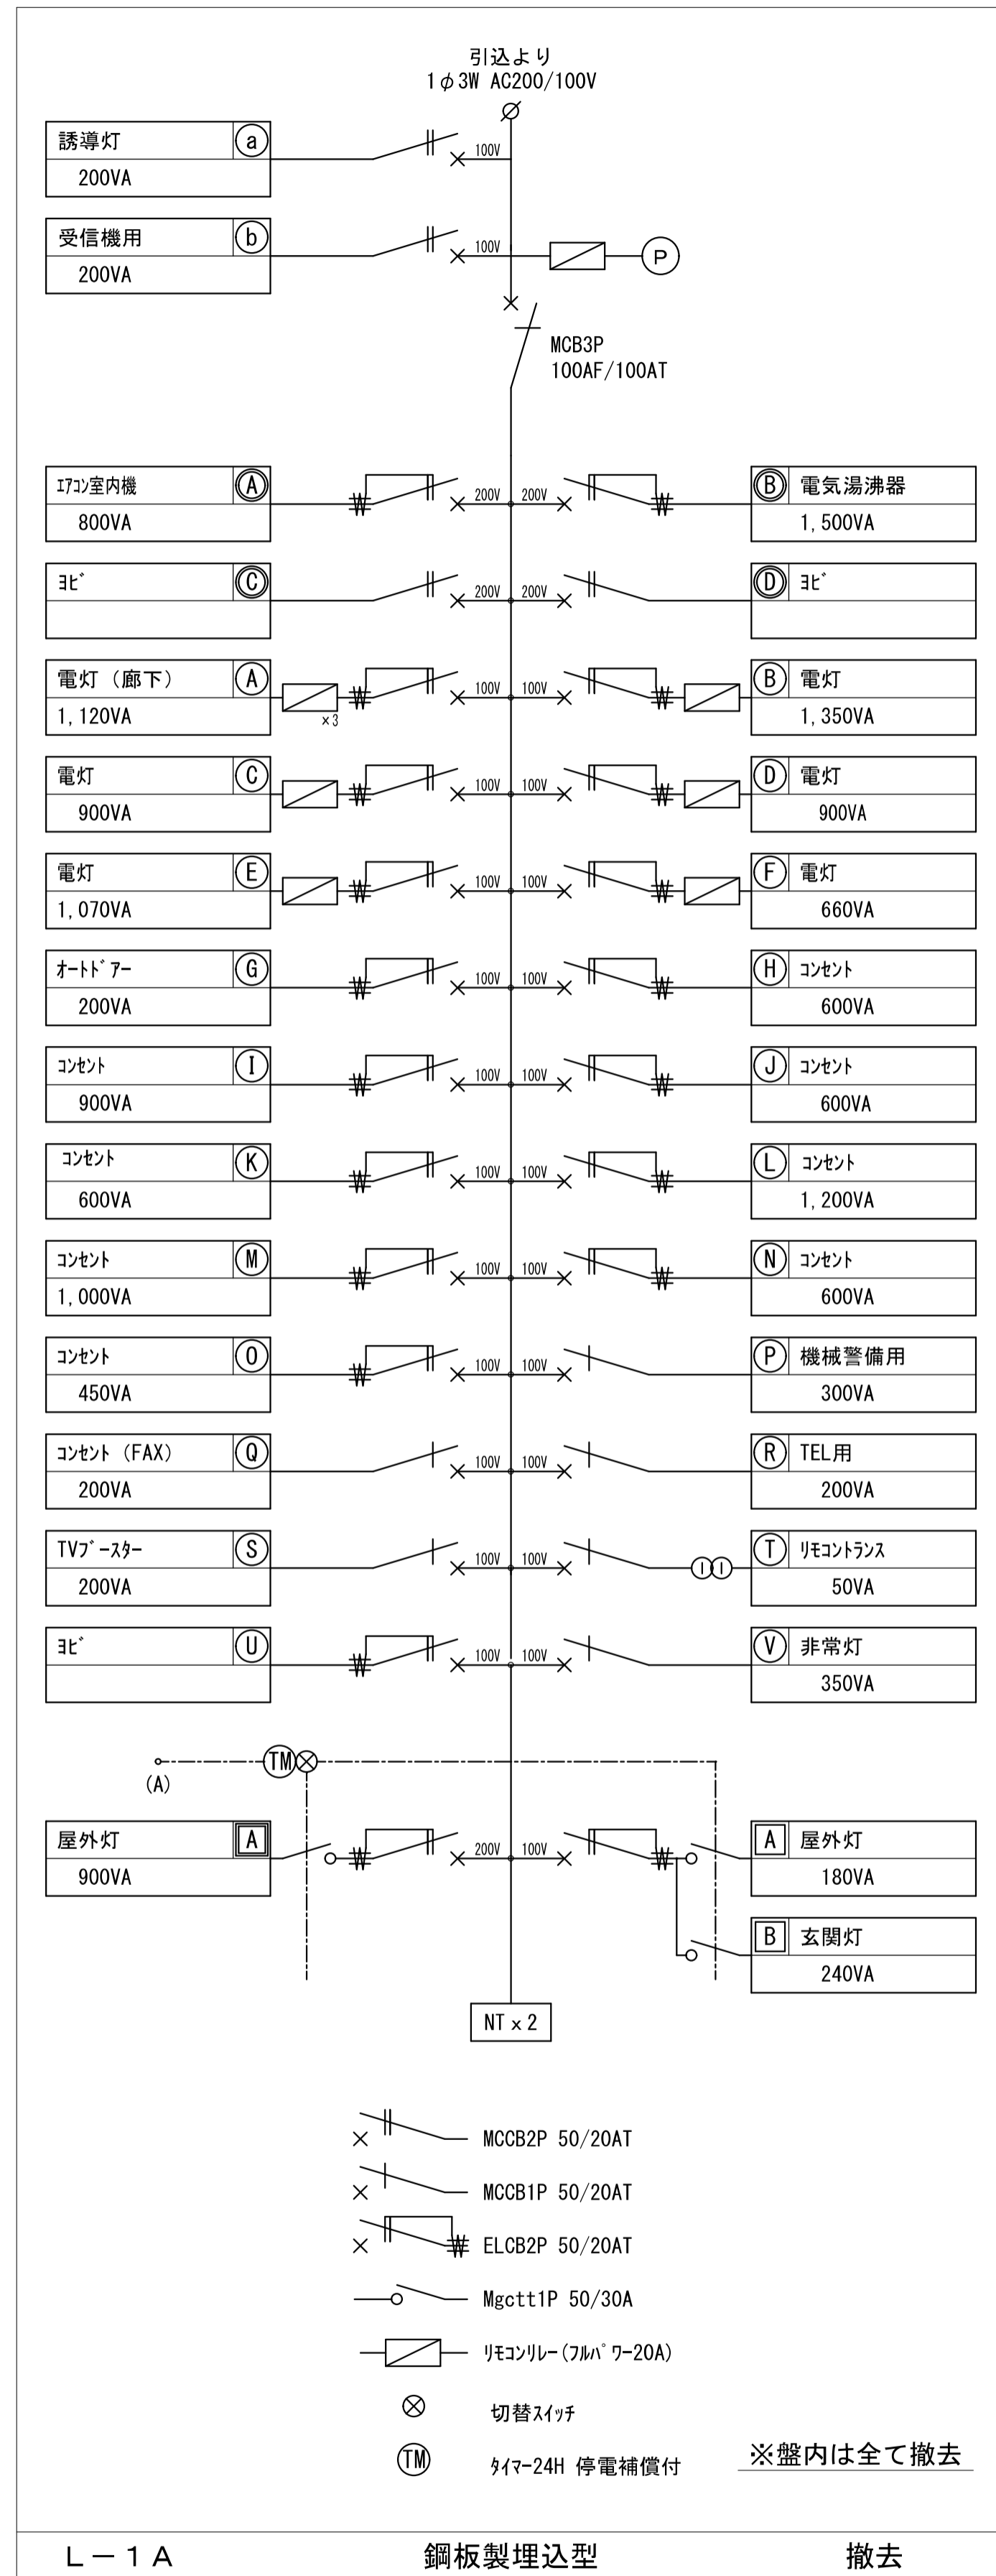 引込より
1φ3W AC200/100V
誘導灯 a
200VA
100V
受信機用 b
200VA
100V
P
MCB3P
100AF/100AT
ｴｱｺﾝ室内機 A
800VA
200V 200V
B 電気湯沸器
1,500VA
ﾖﾋﾞ C
200V 200V
D ﾖﾋﾞ
電灯（廊下） A
1,120VA
×3
100V 100V
B 電灯
1,350VA
電灯 C
900VA
100V 100V
D 電灯
900VA
電灯 E
1,070VA
100V 100V
F 電灯
660VA
ｵｰﾄﾄﾞｱｰ G
200VA
100V 100V
H ｺﾝｾﾝﾄ
600VA
ｺﾝｾﾝﾄ I
900VA
100V 100V
J ｺﾝｾﾝﾄ
600VA
ｺﾝｾﾝﾄ K
600VA
100V 100V
L ｺﾝｾﾝﾄ
1,200VA
ｺﾝｾﾝﾄ M
1,000VA
100V 100V
N ｺﾝｾﾝﾄ
600VA
ｺﾝｾﾝﾄ O
450VA
100V 100V
P 機械警備用
300VA
ｺﾝｾﾝﾄ（FAX） Q
200VA
100V 100V
R TEL用
200VA
TVﾌﾞｰｽﾀｰ S
200VA
100V 100V
T ﾘﾓｺﾝﾄﾗﾝｽ
50VA
ﾖﾋﾞ U
100V 100V
V 非常灯
350VA
(A)
TM
屋外灯 A
900VA
200V 100V
A 屋外灯
180VA
B 玄関灯
240VA
NT×2
MCCB2P 50/20AT
MCCB1P 50/20AT
ELCB2P 50/20AT
Mgctt1P 50/30A
ﾘﾓｺﾝﾘﾚｰ(ﾌﾙﾊﾟﾜｰ20A)
切替ｽｲｯﾁ
TM ﾀｲﾏｰ24H 停電補償付
※盤内は全て撤去
Ｌ－１Ａ 鋼板製埋込型 撤去